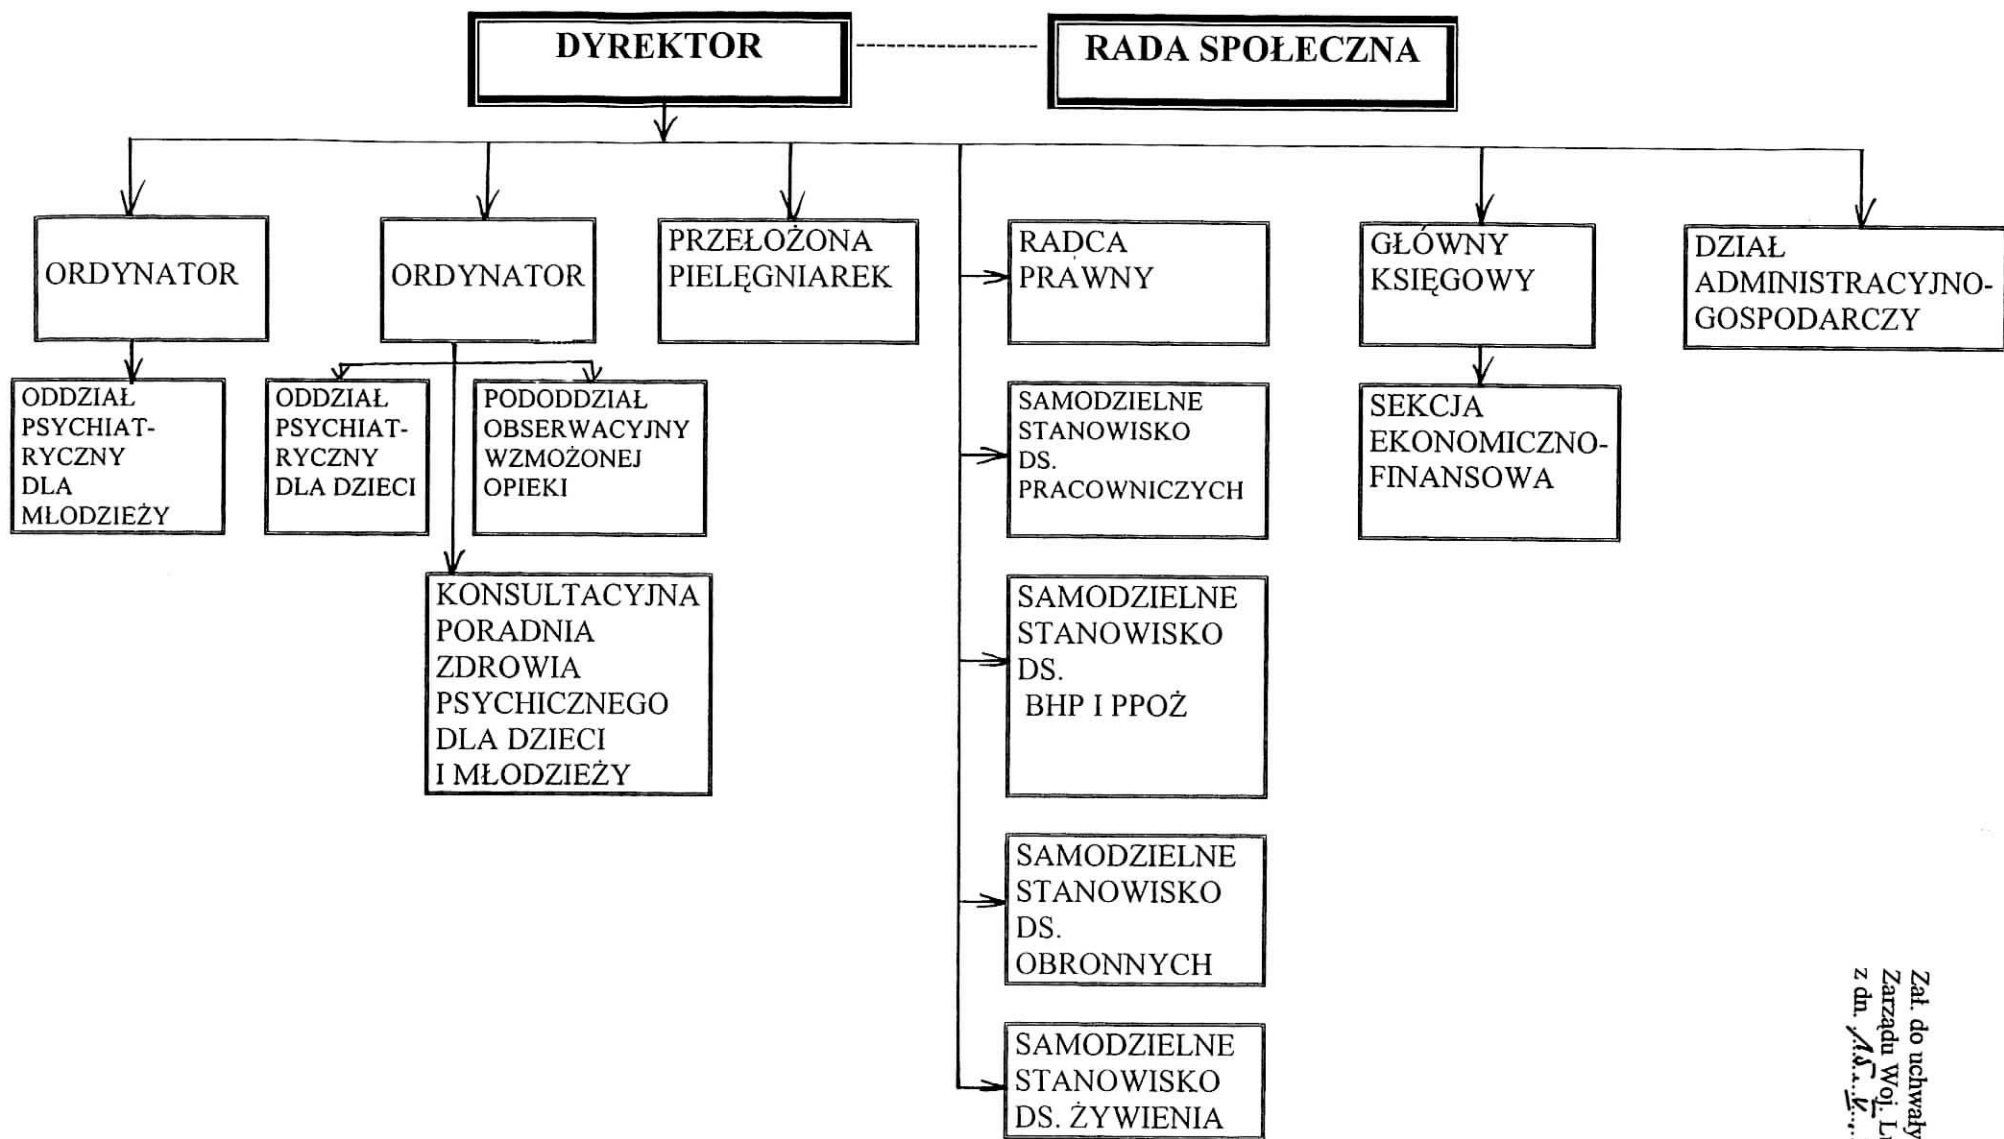 DYREKTOR
RADA SPOŁECZNA
ORDYNATOR
ORDYNATOR
PRZEŁOŻONA
PIELĘGNIAREK
RADCA
PRAWNY
GŁÓWNY
KSIĘGOWY
DZIAŁ
ADMINISTRACYJNO-
GOSPODARCZY
ODDZIAŁ
PSYCHIAT-
RYCZNY
DLA
MŁODZIEŻY
ODDZIAŁ
PSYCHIAT-
RYCZNY
DLA DZIECI
PODODDZIAŁ
OBSERWACYJNY
WZMOŻONEJ
OPIEKI
SAMODZIELNE
STANOWISKO
DS.
PRACOWNICZYCH
SEKCJA
EKONOMICZNO-
FINANSOWA
KONSULTACYJNA
PORADNIA
ZDROWIA
PSYCHICZNEGO
DLA DZIECI
I MŁODZIEŻY
SAMODZIELNE
STANOWISKO
DS.
BHP I PPOŻ
SAMODZIELNE
STANOWISKO
DS.
OBRONNYCH
SAMODZIELNE
STANOWISKO
DS. ŻYWIENIA
Zał. do uchwały
Zarządu Woj.
z dn.